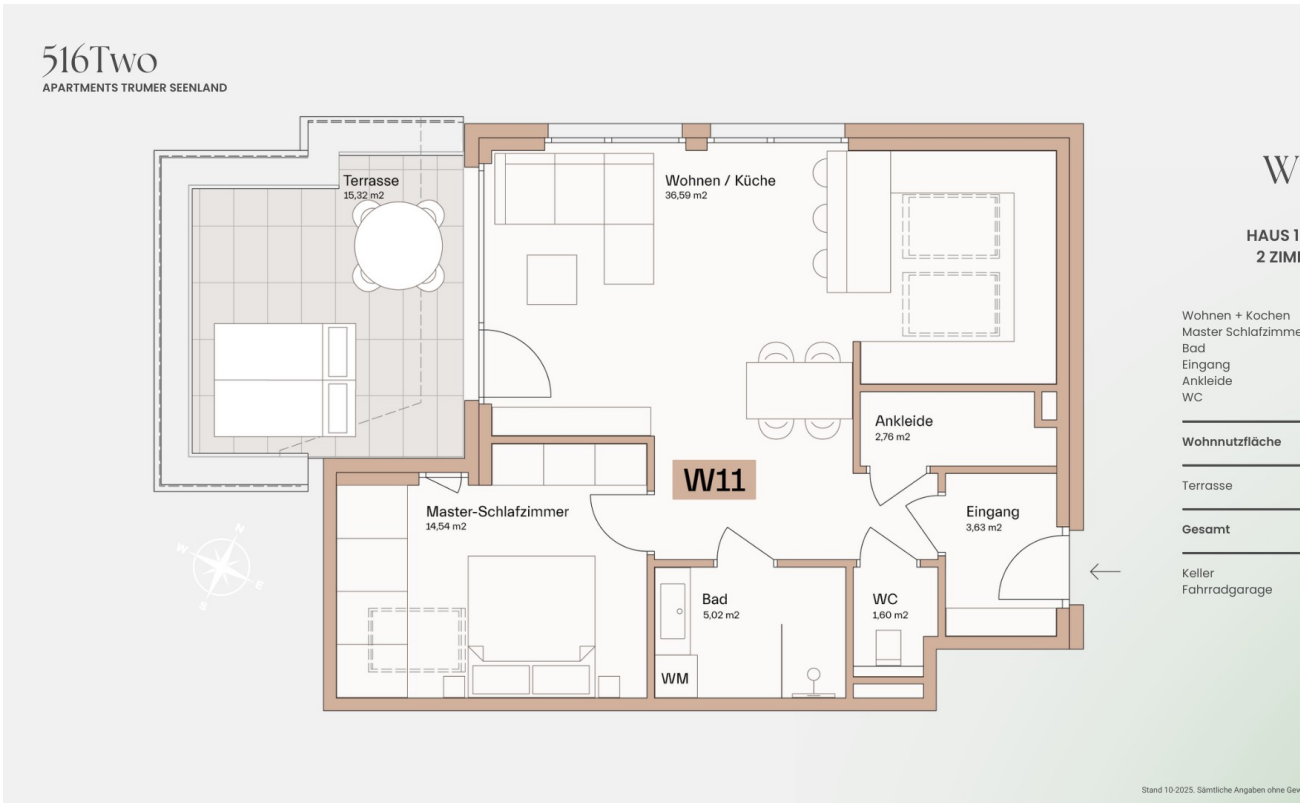 516Two
APARTMENTS TRUMER SEENLAND
Terrasse
15,32 m2
Wohnen / Küche
36,59 m2
Ankleide
2,76 m2
W11
Master-Schlafzimmer
14,54 m2
Eingang
3,63 m2
Bad
5,02 m2
WC
1,60 m2
WM
N
W
E
S
W
HAUS 1
2 ZIM
Wohnen + Kochen
Master Schlafzimme
Bad
Eingang
Ankleide
WC
Wohnnutzfläche
Terrasse
Gesamt
Keller
Fahrradgarage
Stand 10-2025. Sämtliche Angaben ohne Gew